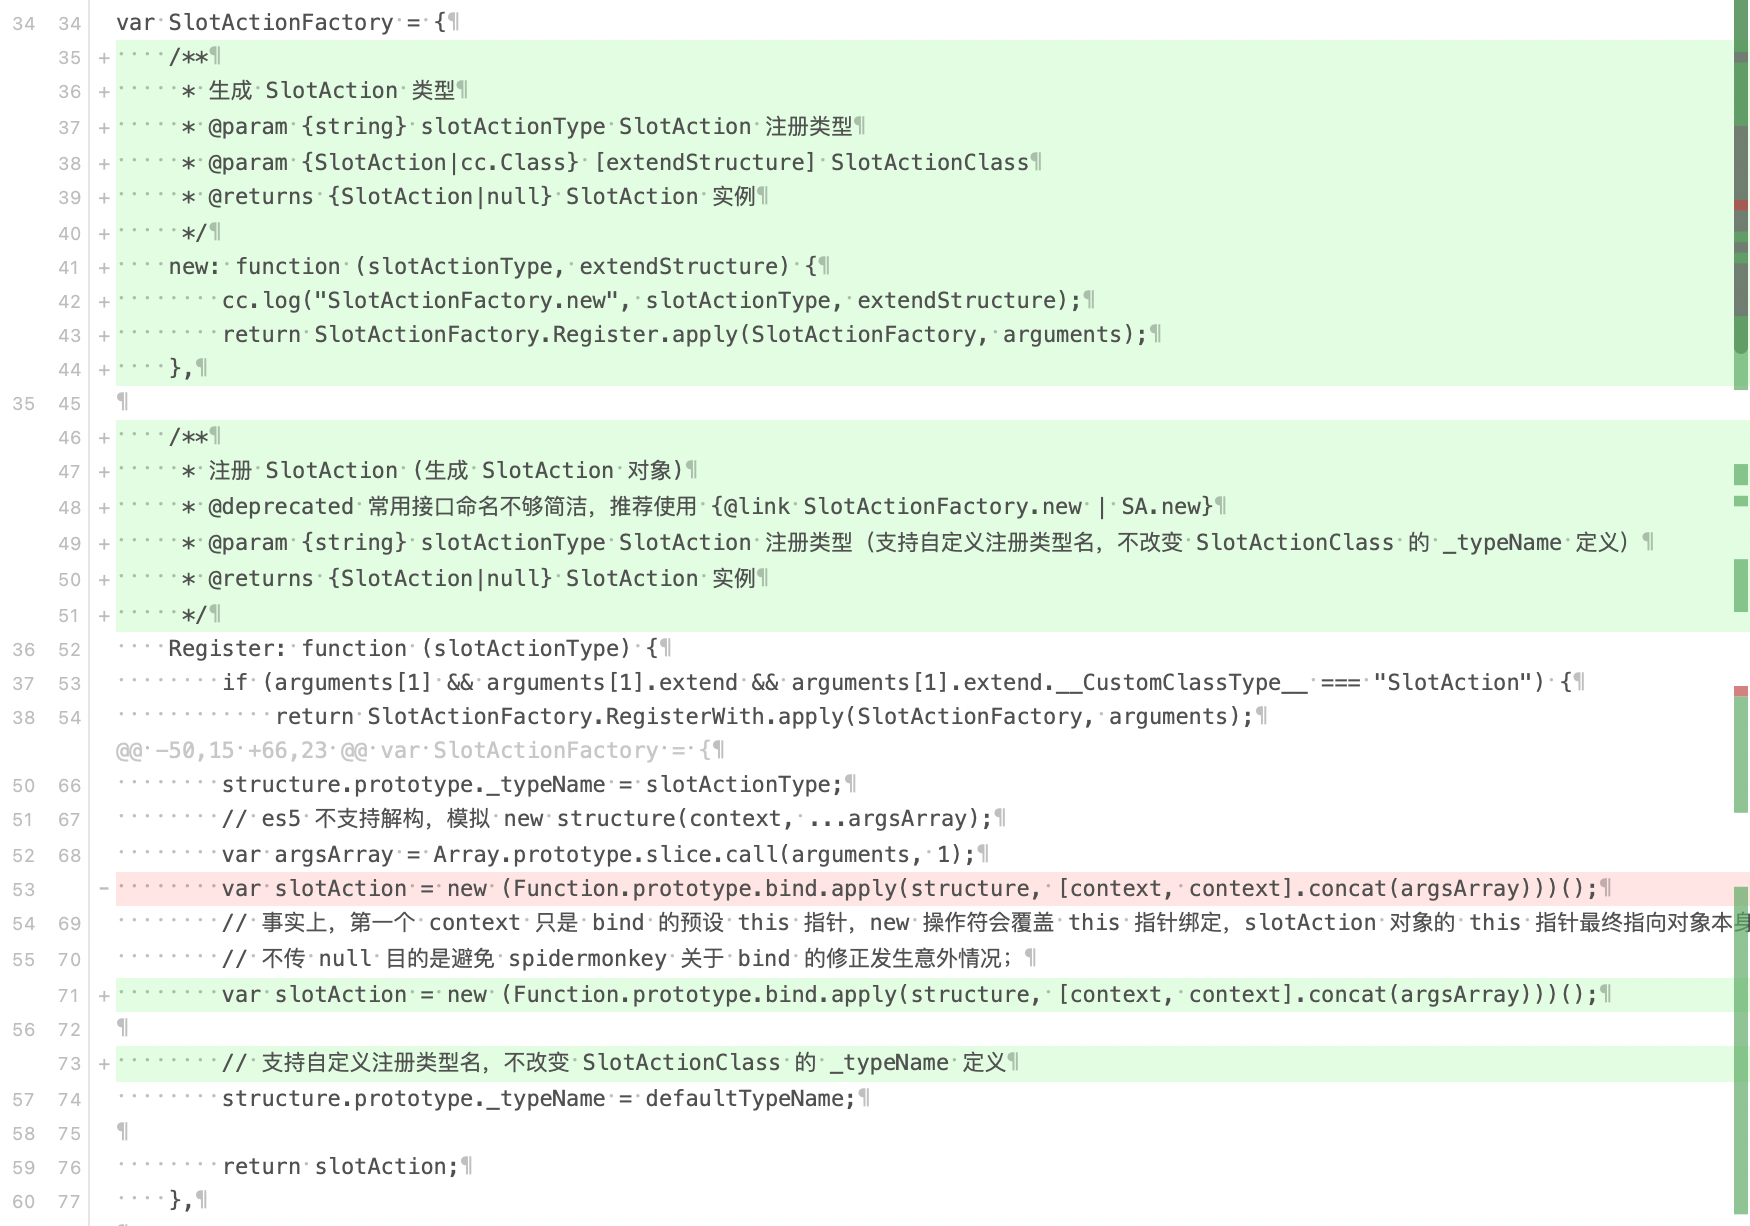 34 34 var SlotActionFactory = {¶
35 + /**¶
36 + * 生成 SlotAction 类型¶
37 + * @param {string} slotActionType SlotAction 注册类型¶
38 + * @param {SlotAction|cc.Class} [extendStructure] SlotActionClass¶
39 + * @returns {SlotAction|null} SlotAction 实例¶
40 + */¶
41 + new: function (slotActionType, extendStructure) {¶
42 + cc.log("SlotActionFactory.new", slotActionType, extendStructure);¶
43 + return SlotActionFactory.Register.apply(SlotActionFactory, arguments);¶
44 + },¶
35 45 ¶
46 + /**¶
47 + * 注册 SlotAction (生成 SlotAction 对象)¶
48 + * @deprecated 常用接口命名不够简洁，推荐使用 {@link SlotActionFactory.new | SA.new}¶
49 + * @param {string} slotActionType SlotAction 注册类型（支持自定义注册类型名，不改变 SlotActionClass 的 _typeName 定义）¶
50 + * @returns {SlotAction|null} SlotAction 实例¶
51 + */¶
36 52 Register: function (slotActionType) {¶
37 53 if (arguments[1] && arguments[1].extend && arguments[1].extend.__CustomClassType__ === "SlotAction") {¶
38 54 return SlotActionFactory.RegisterWith.apply(SlotActionFactory, arguments);¶
@@ -50,15 +66,23 @@ var SlotActionFactory = {¶
50 66 structure.prototype._typeName = slotActionType;¶
51 67 // es5 不支持解构，模拟 new structure(context, ...argsArray);¶
52 68 var argsArray = Array.prototype.slice.call(arguments, 1);¶
53 - var slotAction = new (Function.prototype.bind.apply(structure, [context, context].concat(argsArray)))();¶
54 69 // 事实上，第一个 context 只是 bind 的预设 this 指针，new 操作符会覆盖 this 指针绑定，slotAction 对象的 this 指针最终指向对象本身
55 70 // 不传 null 目的是避免 spidermonkey 关于 bind 的修正发生意外情况；¶
71 + var slotAction = new (Function.prototype.bind.apply(structure, [context, context].concat(argsArray)))();¶
56 72 ¶
73 + // 支持自定义注册类型名，不改变 SlotActionClass 的 _typeName 定义¶
57 74 structure.prototype._typeName = defaultTypeName;¶
58 75 ¶
59 76 return slotAction;¶
60 77 },¶